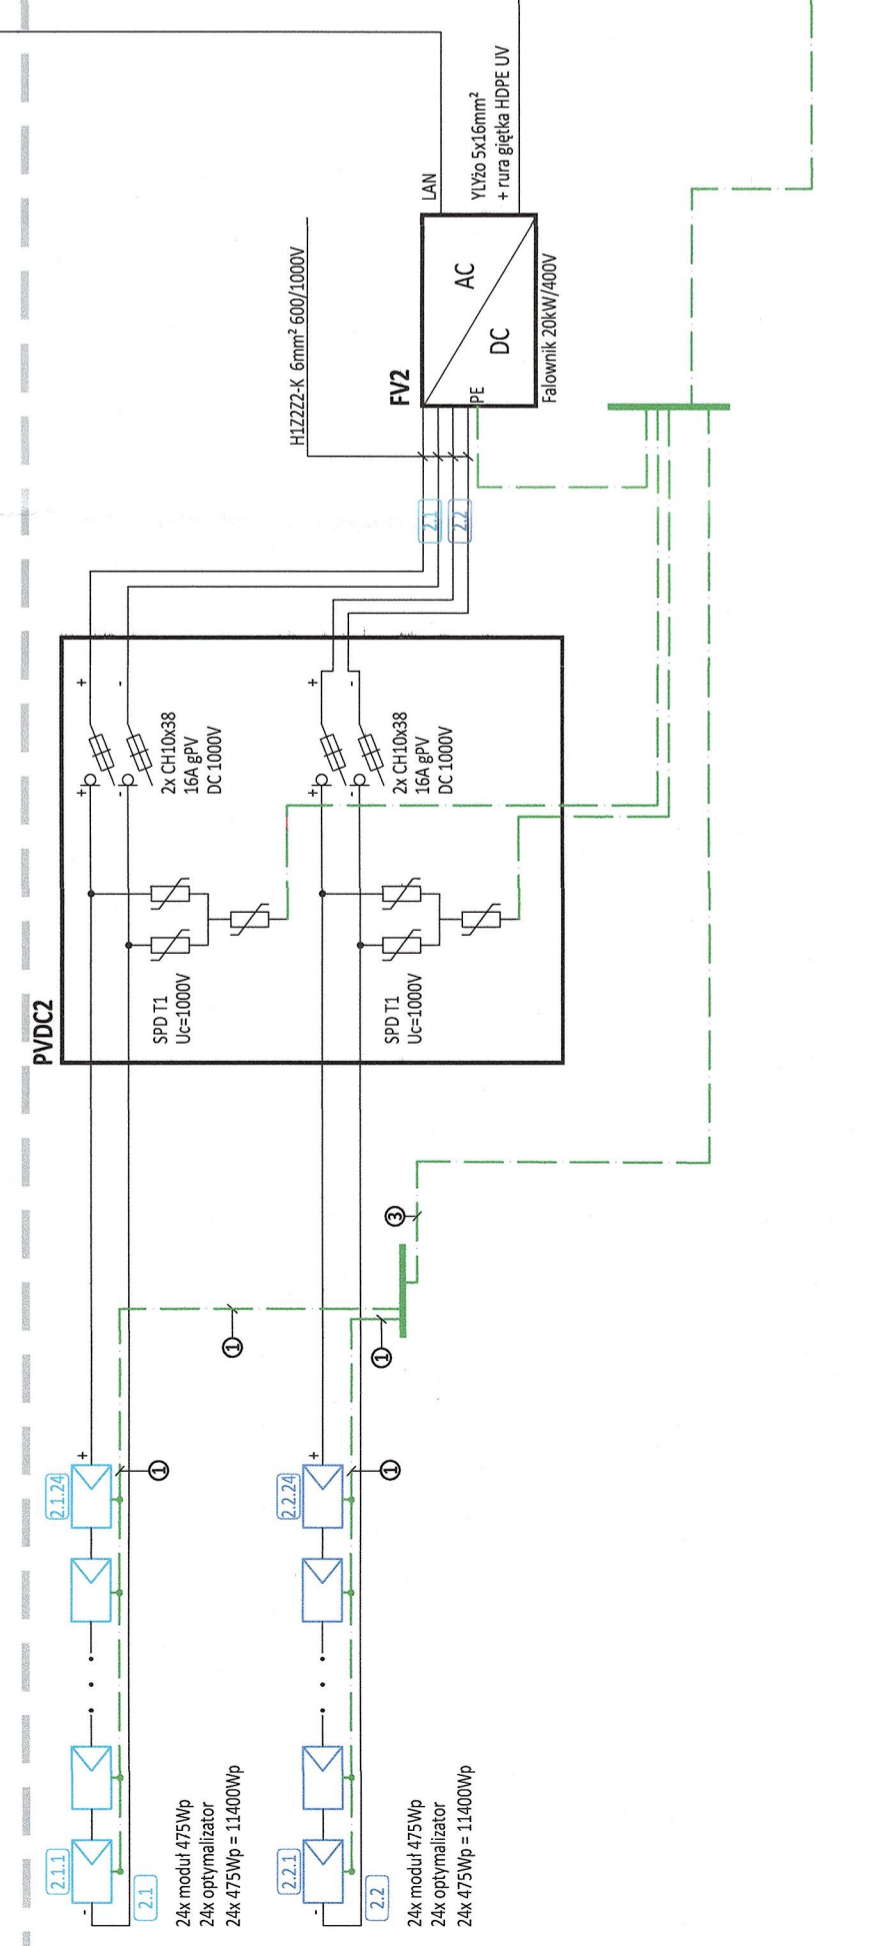 LAN
YLYżo 5x16mm²
+ rura giętka HDPE UV
H1Z2Z2-K 6mm² 600/1000V
FV2
AC
DC
PE
Falownik 20kW/400V
2.1
2.2
+
-
2x CH10x38
16A gPV
DC 1000V
+
-
+
-
2x CH10x38
16A gPV
DC 1000V
+
-
SPD T1
Uc=1000V
SPD T1
Uc=1000V
PVDC2
3
1
1
2.1.24
+
1
2.2.24
+
1
2.1.1
-
2.1
24x moduł 475Wp
24x optymalizator
24x 475Wp = 11400Wp
2.2.1
-
2.2
24x moduł 475Wp
24x optymalizator
24x 475Wp = 11400Wp